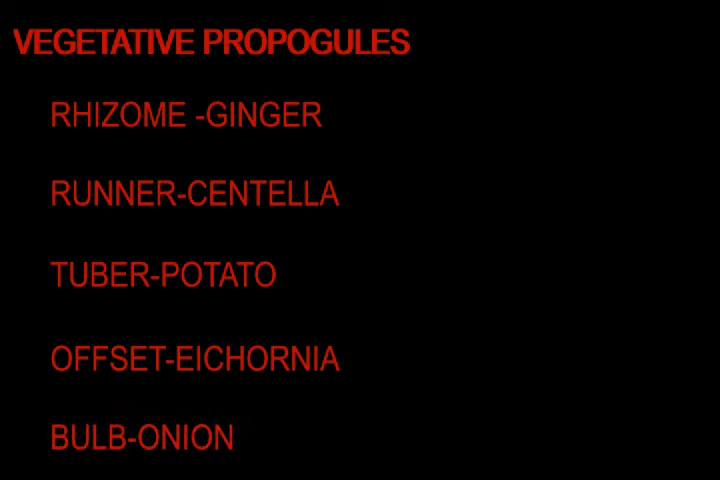 VEGETATIVE PROPOGULES
RHIZOME -GINGER
RUNNER-CENTELLA
TUBER-POTATO
OFFSET-EICHORNIA
BULB-ONION